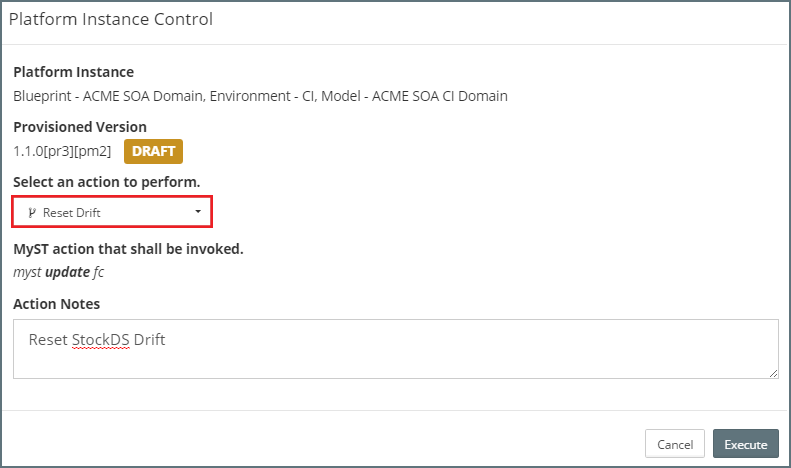 Platform Instance Control
Platform Instance
Blueprint - ACME SOA Domain, Environment - CI, Model - ACME SOA CI Domain
Provisioned Version
1.1.0[pr3][pm2] DRAFT
Select an action to perform.
Reset Drift
MyST action that shall be invoked.
myst update fc
Action Notes
Reset StockDS Drift
Cancel Execute